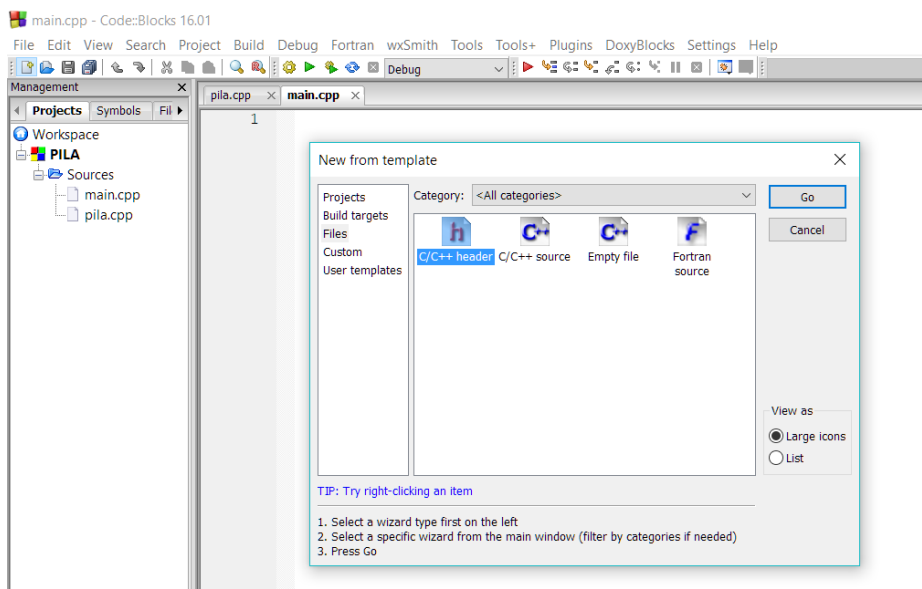 main.cpp - Code::Blocks 16.01
File Edit View Search Project Build Debug Fortran wxSmith Tools Tools+ Plugins DoxyBlocks Settings Help
Debug
Management
Projects Symbols Fil
pila.cpp main.cpp
1
Workspace
PILA
Sources
main.cpp
pila.cpp
New from template
Projects
Build targets
Files
Custom
User templates
Category: <All categories>
Go
Cancel
C/C++ header C/C++ source Empty file Fortran
source
View as
Large icons
List
TIP: Try right-clicking an item
1. Select a wizard type first on the left
2. Select a specific wizard from the main window (filter by categories if needed)
3. Press Go